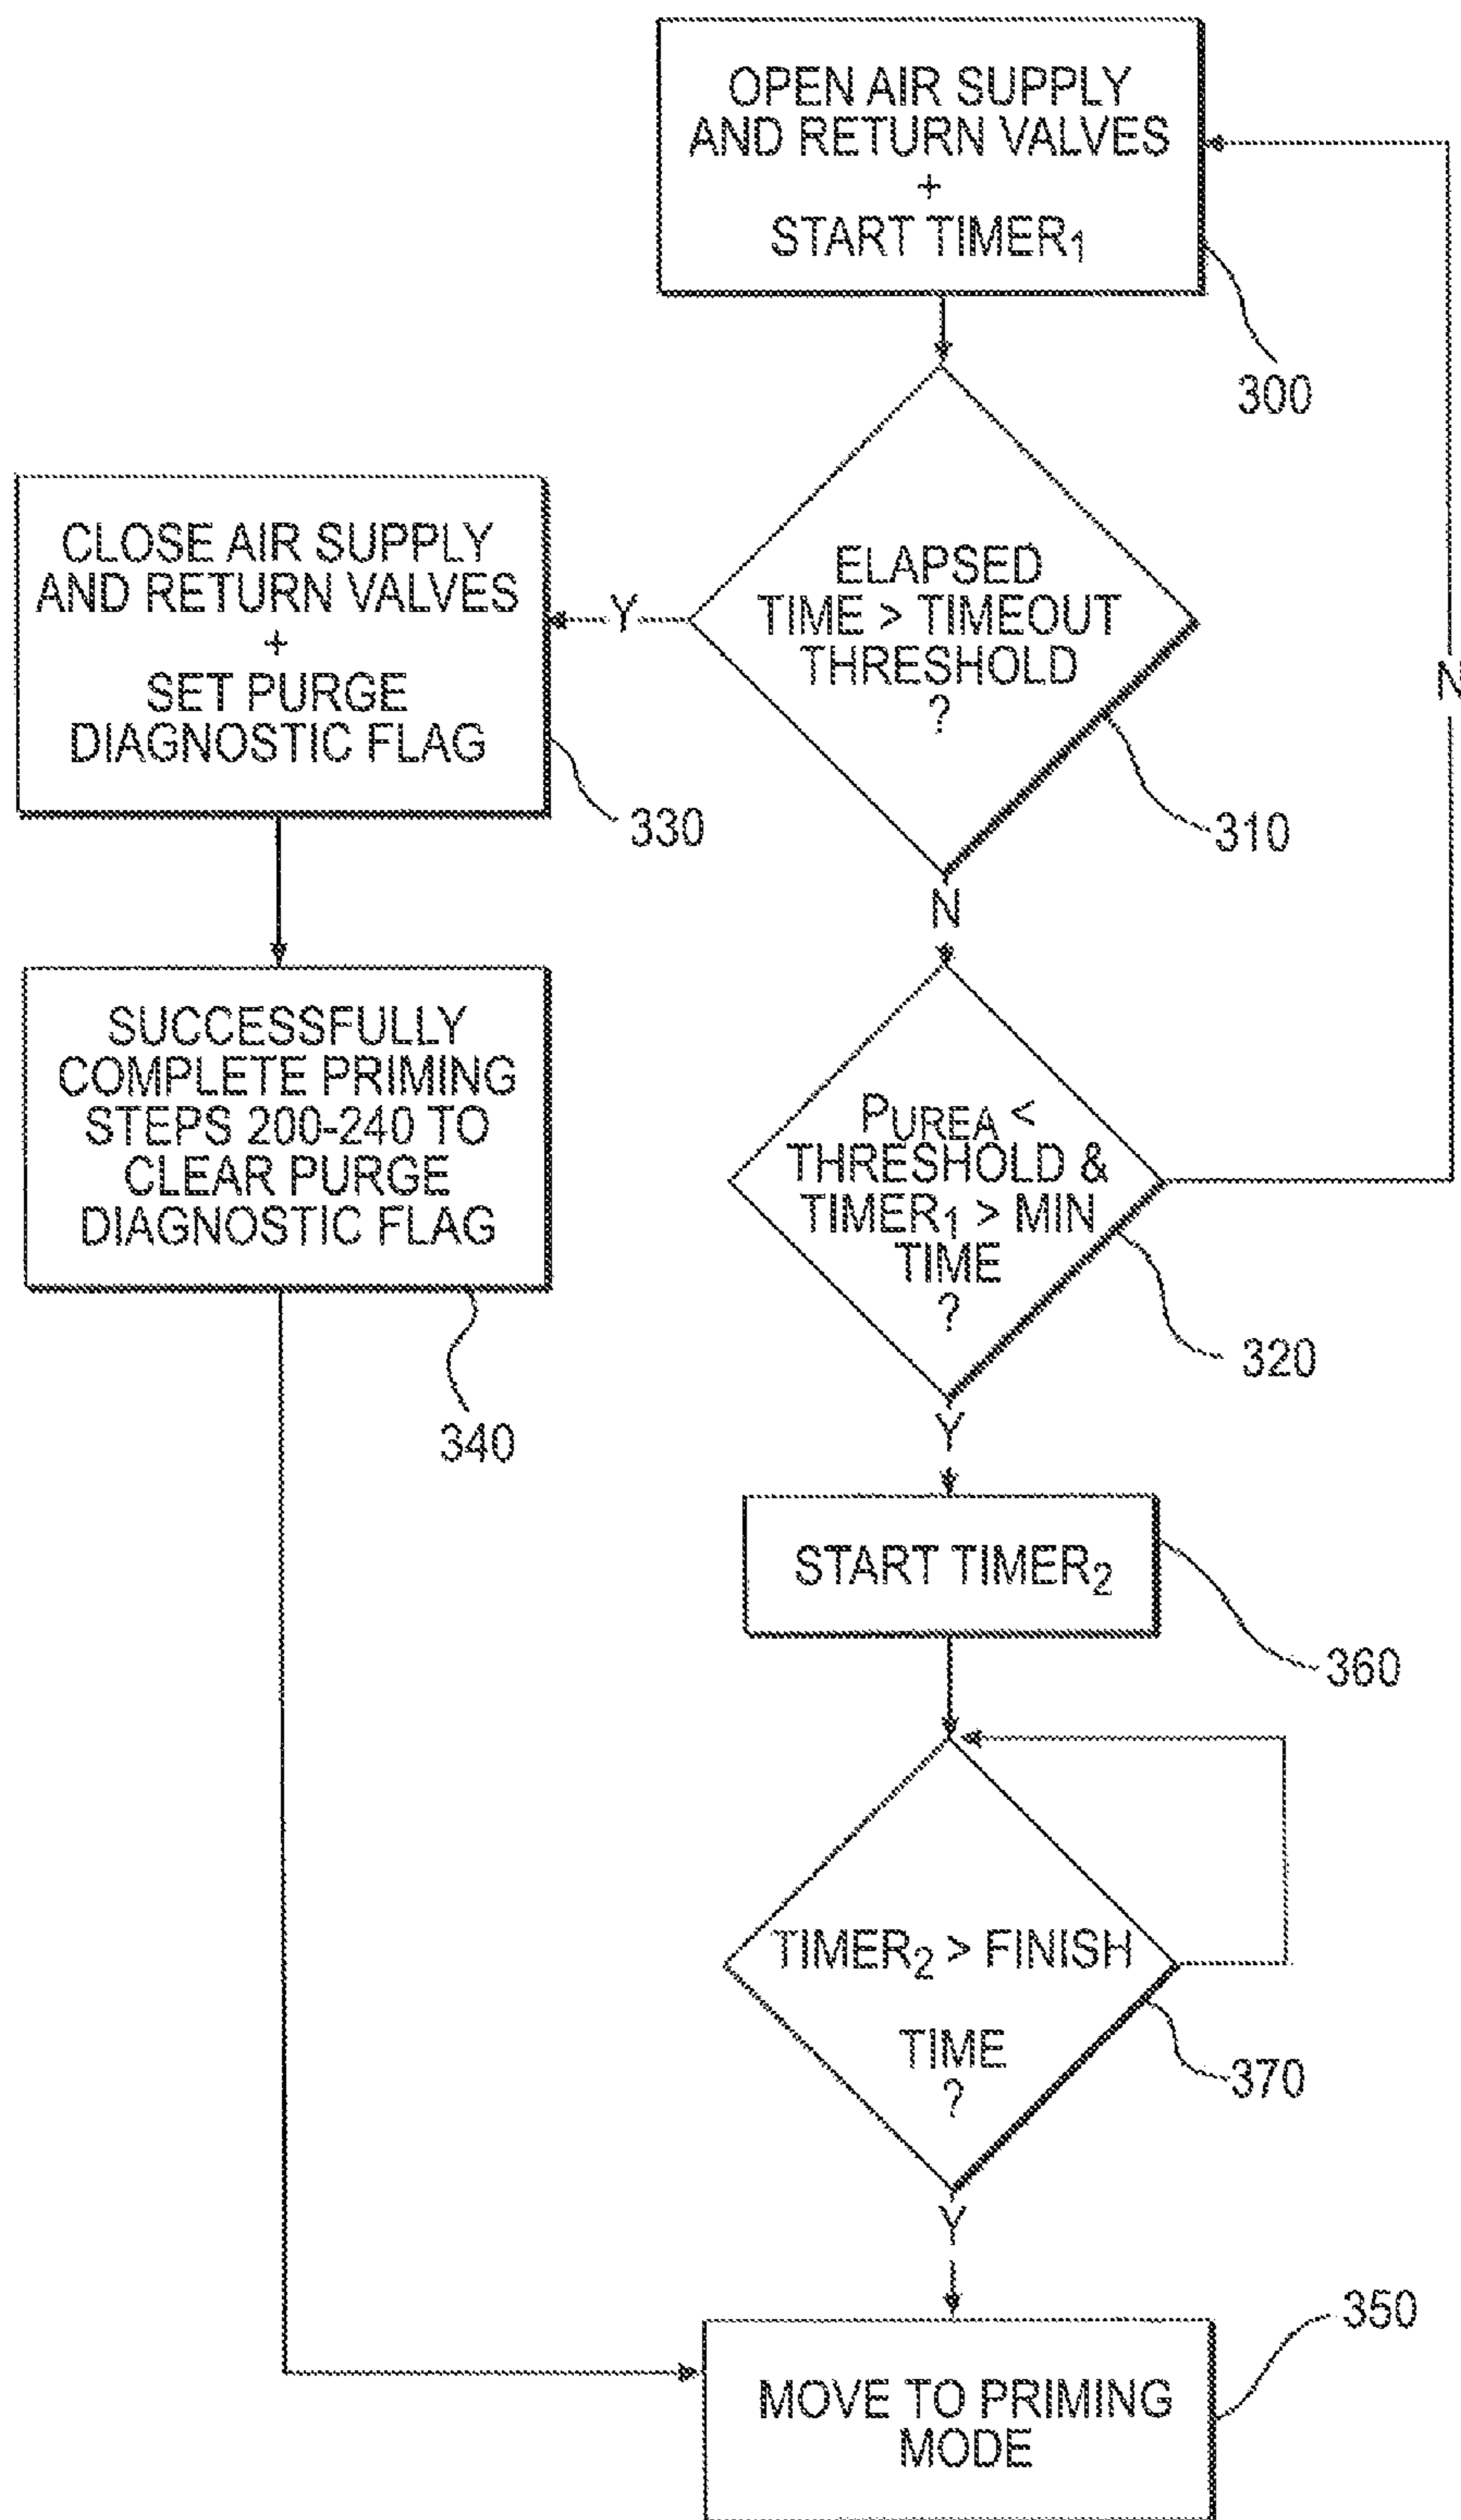 OPEN AIR SUPPLY
AND RETURN VALVES
+
START TIMER₁
300
ELAPSED
TIME > TIMEOUT
THRESHOLD
?
310
Y
N
CLOSE AIR SUPPLY
AND RETURN VALVES
+
SET PURGE
DIAGNOSTIC FLAG
330
SUCCESSFULLY
COMPLETE PRIMING
STEPS 200-240 TO
CLEAR PURGE
DIAGNOSTIC FLAG
340
PUREA <
THRESHOLD &
TIMER₁ > MIN
TIME
?
320
N
Y
START TIMER₂
360
TIMER₂ > FINISH
TIME
?
370
Y
MOVE TO PRIMING
MODE
350